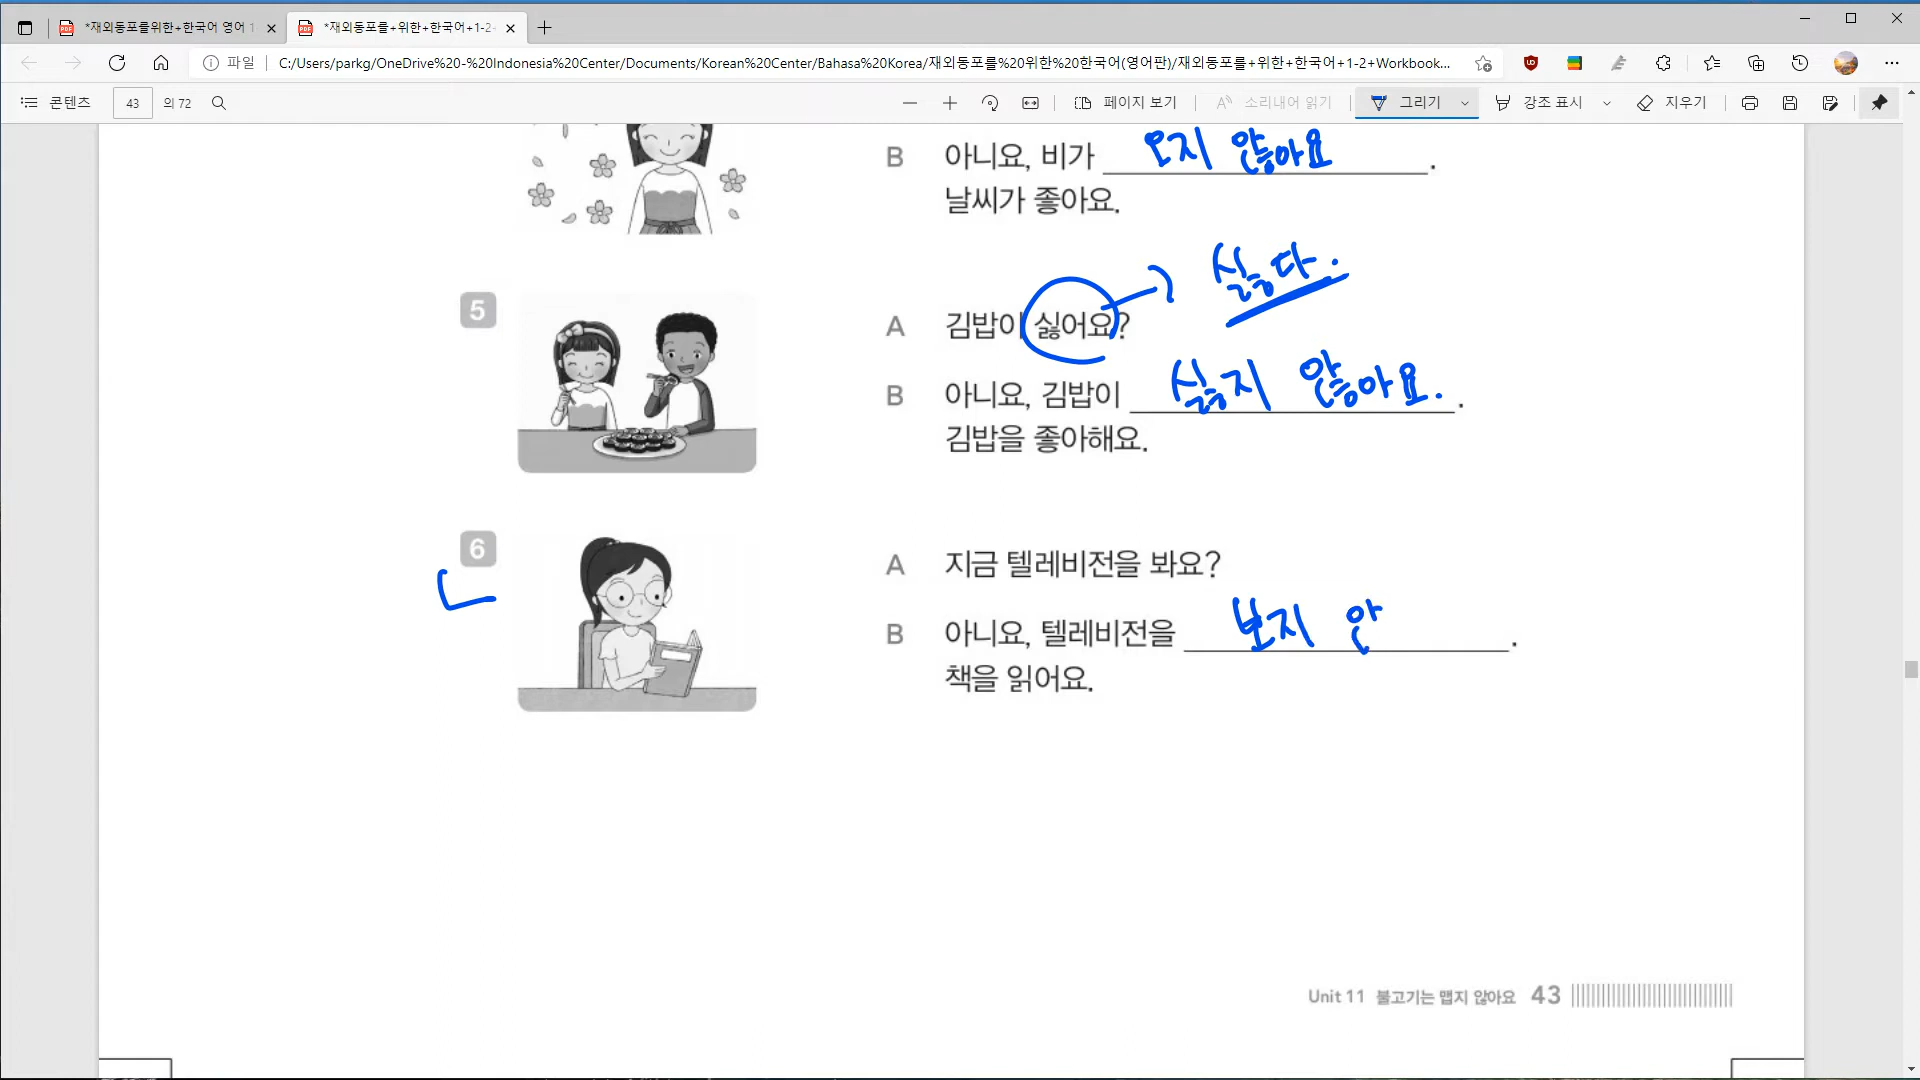 *재외동포를위한+한국어 영어 1
*재외동포를+위한+한국어+1-2-
파일
C:/Users/parkg/OneDrive%20-%20Indonesia%20Center/Documents/Korean%20Center/Bahasa%20Korea/재외동포를%20위한%20한국어(영어판)/재외동포를+위한+한국어+1-2+Workbook...
콘텐츠 43 의 72 페이지 보기 소리내어 읽기 그리기 강조 표시 지우기
B 아니요, 비가 오지 않아요.
날씨가 좋아요.
싫다.
5
A 김밥이 싫어요?
B 아니요, 김밥이 싫지 않아요..
김밥을 좋아해요.
6
A 지금 텔레비전을 봐요?
B 아니요, 텔레비전을 보지 안.
책을 읽어요.
Unit 11 불고기는 맵지 않아요 43